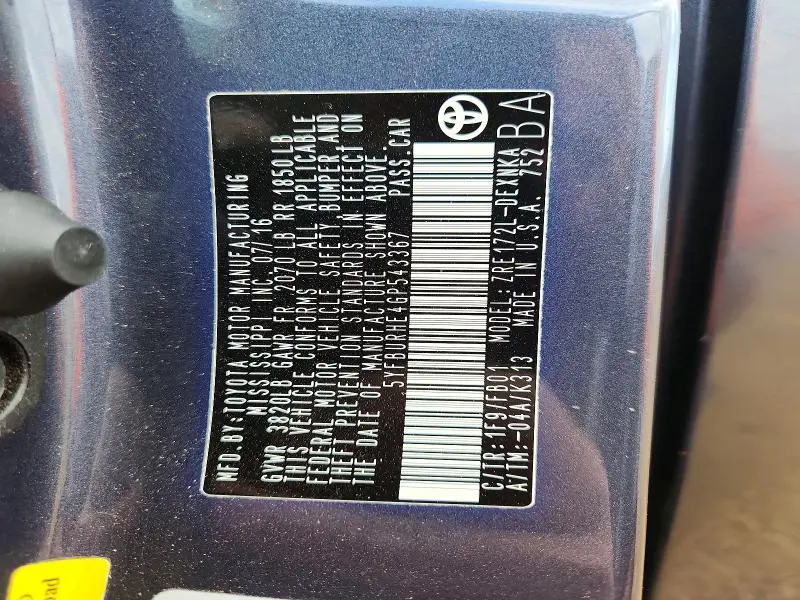 MFD.BY:TOYOTA MOTOR MANUFACTURING
MISSISSIPPI INC. 07/16
GVWR 3820LB GAWR FR 2070 LB RR 1850LB
THIS VEHICLE CONFORMS TO ALL APPLICABLE
FEDERAL MOTOR VEHICLE SAFETY, BUMPER AND
THEFT PREVENTION STANDARDS IN EFFECT ON
THE DATE OF MANUFACTURE SHOWN ABOVE.
5YFBURHE4GP543367 PASS.CAR
C/TR:1F97FB01 MODEL:ZRE172L-DEXNKA
A/TM:-04A/K313 MADE IN U.S.A. 752 BA
oad